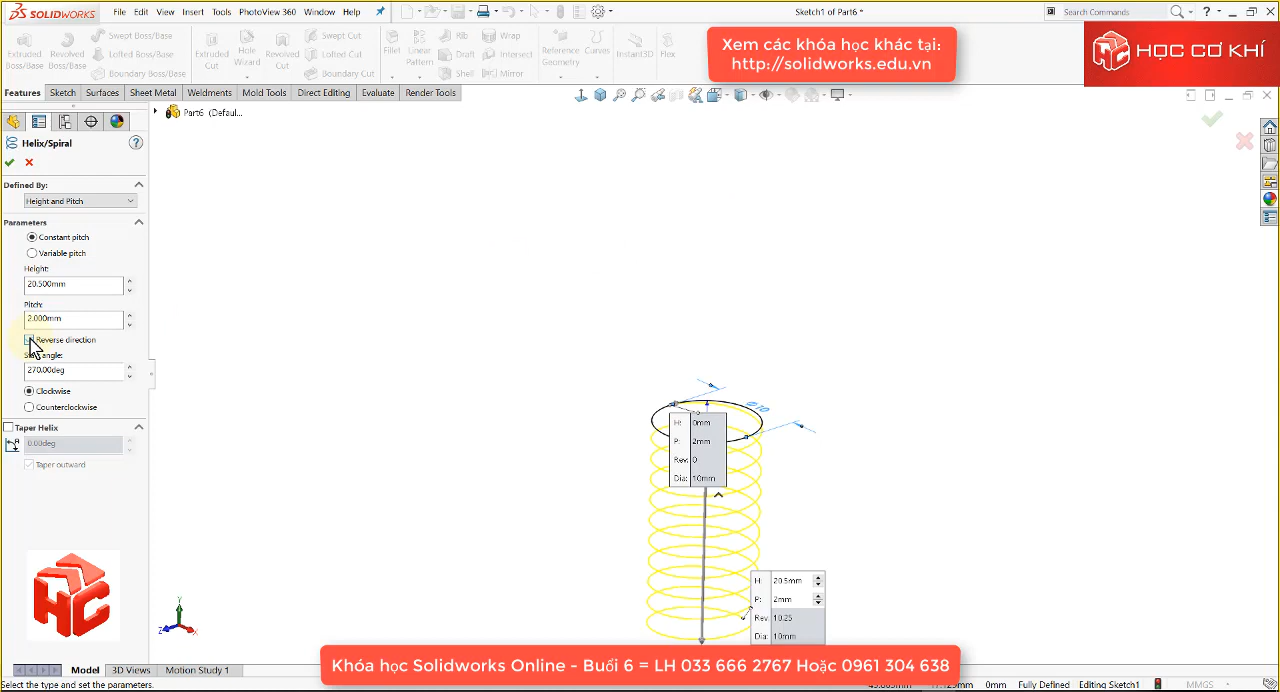 SOLIDWORKS
File Edit View Insert Tools PhotoView 360 Window Help
Sketch1 of Part6 *
Search Commands
Extruded Boss/Base
Revolved Boss/Base
Swept Boss/Base
Lofted Boss/Base
Boundary Boss/Base
Extruded Cut
Hole Wizard
Revolved Cut
Swept Cut
Lofted Cut
Boundary Cut
Fillet
Linear Pattern
Rib
Draft
Shell
Wrap
Intersect
Mirror
Reference Geometry
Curves
Instant3D
Flex
Xem các khóa học khác tại:
http://solidworks.edu.vn
HỌC CƠ KHÍ
Features Sketch Surfaces Sheet Metal Weldments Mold Tools Direct Editing Evaluate Render Tools
Part6 (Defaul...
Helix/Spiral
Defined By:
Height and Pitch
Parameters
Constant pitch
Variable pitch
Height:
20.500mm
Pitch:
2.000mm
Reverse direction
angle:
270.00deg
Clockwise
Counterclockwise
Taper Helix
0.00deg
Taper outward
Ø10
H: 0mm
P: 2mm
Rev: 0
Dia: 10mm
H: 20.5mm
P: 2mm
Rev: 10.25
Dia: 10mm
HC
Y
Z X
Model 3D Views Motion Study 1
Khóa học Solidworks Online - Buổi 6 = LH 033 666 2767 Hoặc 0961 304 638
Select the type and set the parameters.
0mm Fully Defined Editing Sketch1 MMGS